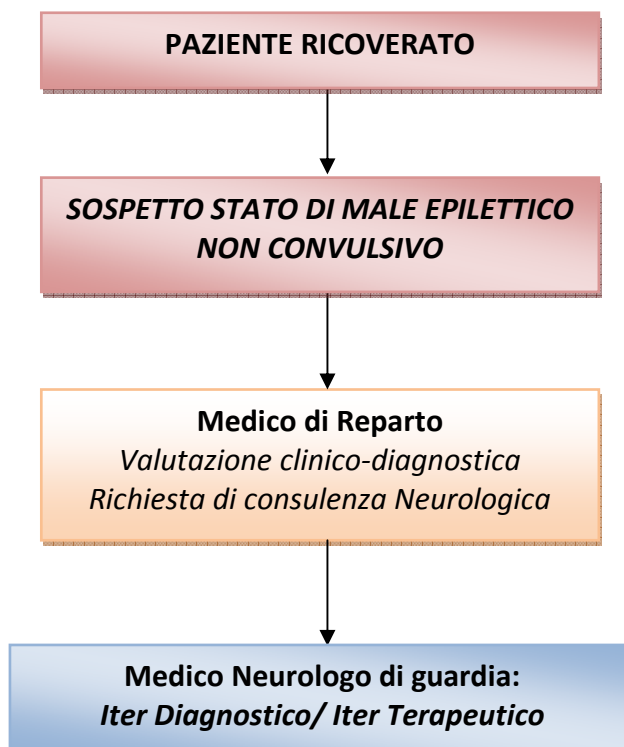 PAZIENTE RICOVERATO
SOSPETTO STATO DI MALE EPILETTICO
NON CONVULSIVO
Medico di Reparto
Valutazione clinico-diagnostica
Richiesta di consulenza Neurologica
Medico Neurologo di guardia:
Iter Diagnostico/ Iter Terapeutico